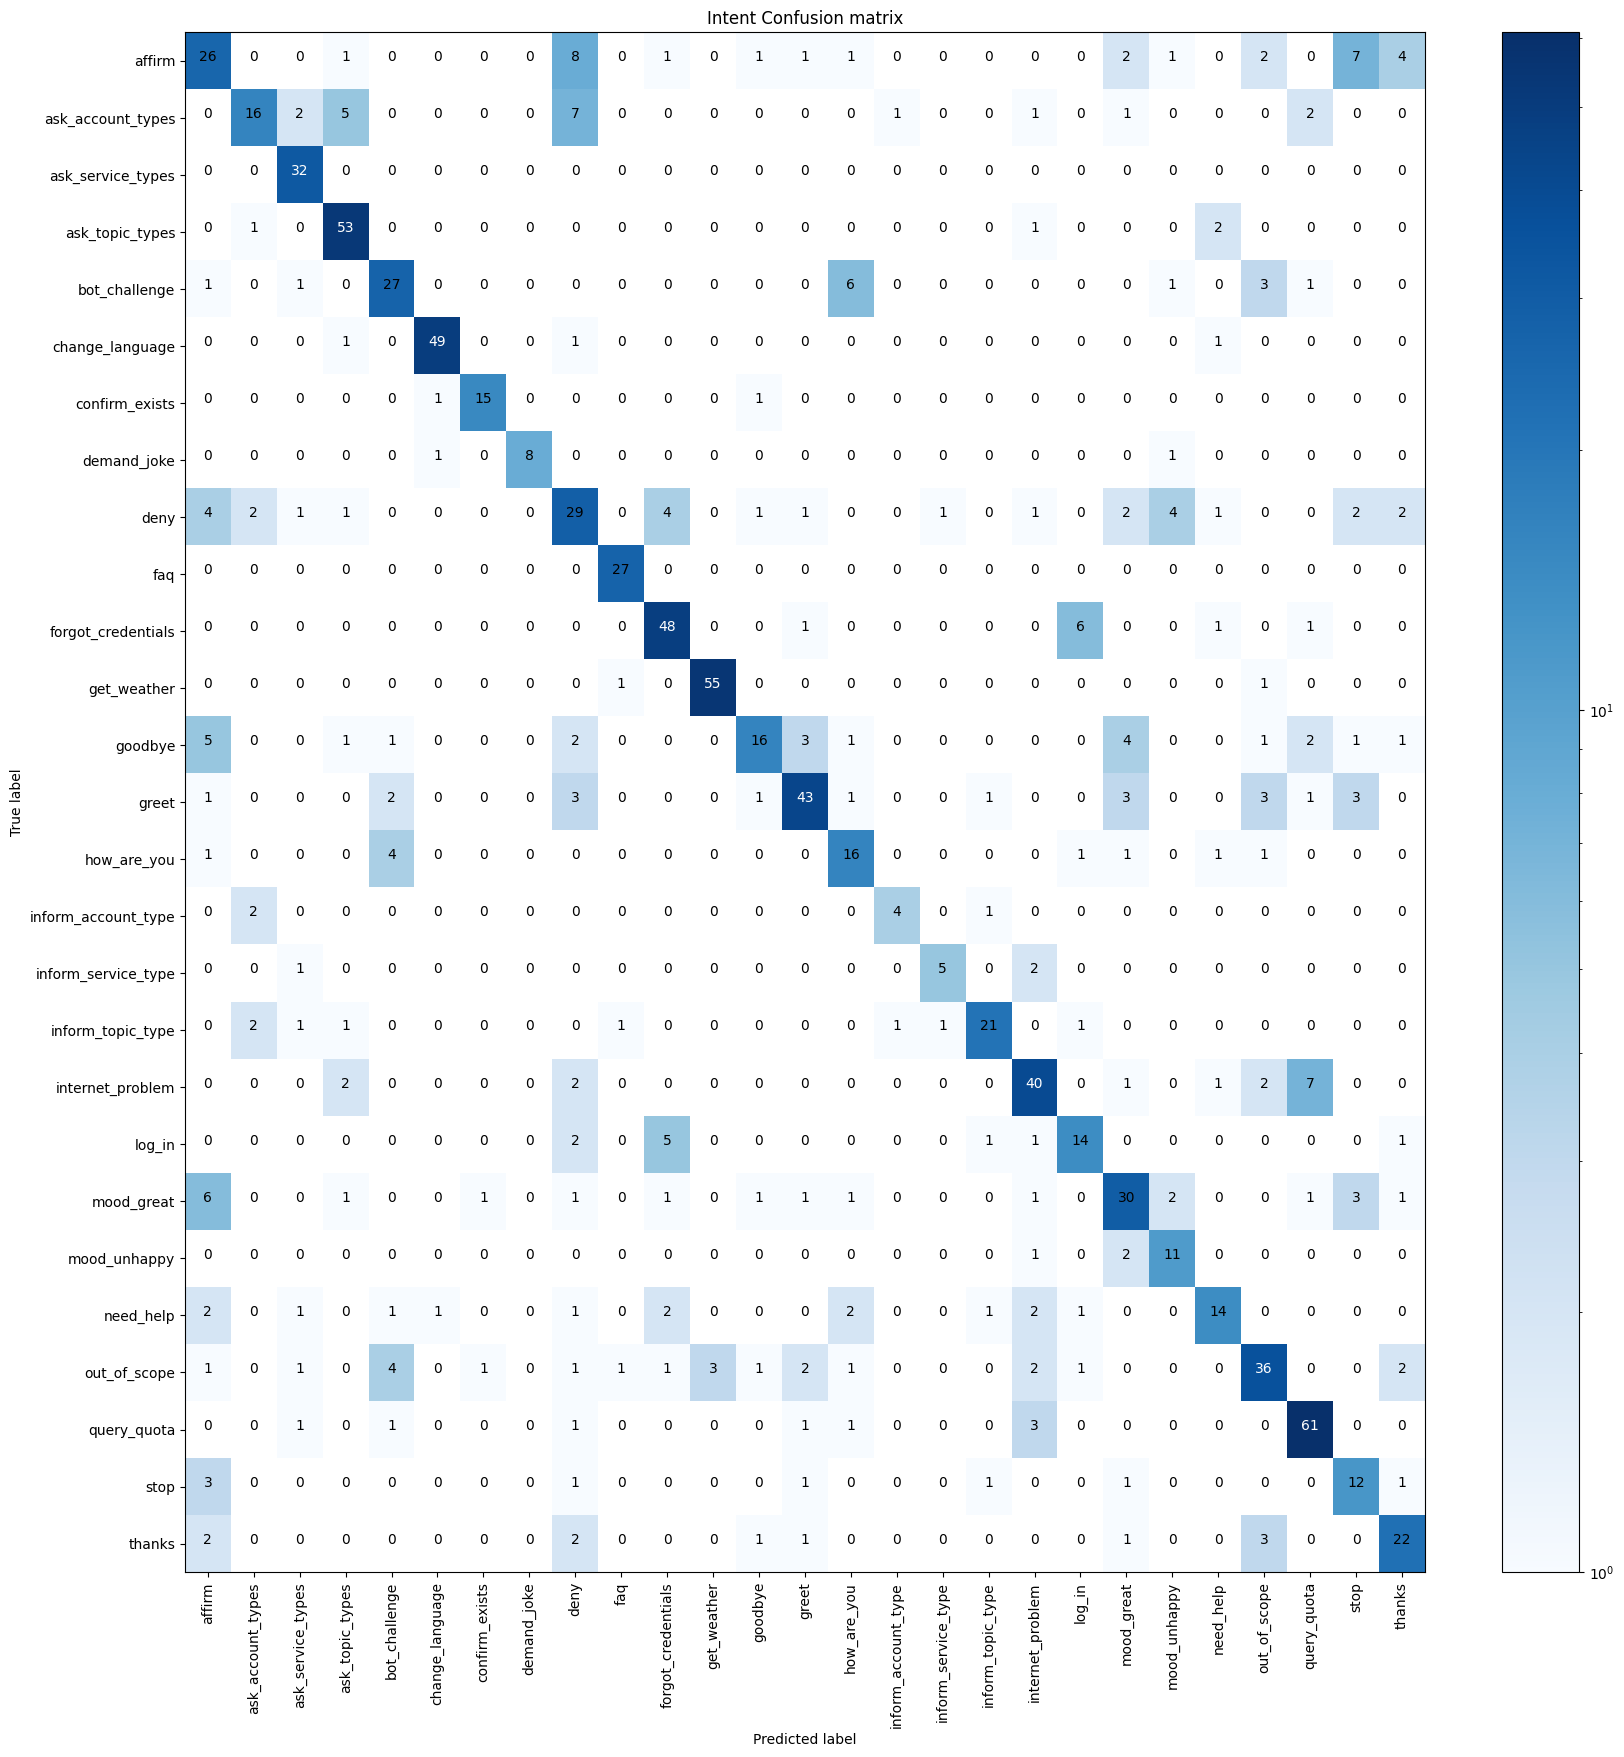 Intent Confusion matrix
affirm 26 0 0 1 0 0 0 0 8 0 1 0 1 1 1 0 0 0 0 0 2 1 0 2 0 7 4
ask_account_types 0 16 2 5 0 0 0 0 7 0 0 0 0 0 0 1 0 0 1 0 1 0 0 0 2 0 0
ask_service_types 0 0 32 0 0 0 0 0 0 0 0 0 0 0 0 0 0 0 0 0 0 0 0 0 0 0 0
ask_topic_types 0 1 0 53 0 0 0 0 0 0 0 0 0 0 0 0 0 0 1 0 0 0 2 0 0 0 0
bot_challenge 1 0 1 0 27 0 0 0 0 0 0 0 0 0 6 0 0 0 0 0 0 1 0 3 1 0 0
change_language 0 0 0 1 0 49 0 0 1 0 0 0 0 0 0 0 0 0 0 0 0 0 1 0 0 0 0
confirm_exists 0 0 0 0 0 1 15 0 0 0 0 0 1 0 0 0 0 0 0 0 0 0 0 0 0 0 0
demand_joke 0 0 0 0 0 1 0 8 0 0 0 0 0 0 0 0 0 0 0 0 0 1 0 0 0 0 0
deny 4 2 1 1 0 0 0 0 29 0 4 0 1 1 0 0 1 0 1 0 2 4 1 0 0 2 2
faq 0 0 0 0 0 0 0 0 0 27 0 0 0 0 0 0 0 0 0 0 0 0 0 0 0 0 0
forgot_credentials 0 0 0 0 0 0 0 0 0 0 48 0 0 1 0 0 0 0 0 6 0 0 1 0 1 0 0
get_weather 0 0 0 0 0 0 0 0 0 1 0 55 0 0 0 0 0 0 0 0 0 0 0 1 0 0 0
goodbye 5 0 0 1 1 0 0 0 2 0 0 0 16 3 1 0 0 0 0 0 4 0 0 1 2 1 1
greet 1 0 0 0 2 0 0 0 3 0 0 0 1 43 1 0 0 1 0 0 3 0 0 3 1 3 0
how_are_you 1 0 0 0 4 0 0 0 0 0 0 0 0 0 16 0 0 0 0 1 1 0 1 1 0 0 0
inform_account_type 0 2 0 0 0 0 0 0 0 0 0 0 0 0 0 4 0 1 0 0 0 0 0 0 0 0 0
inform_service_type 0 0 1 0 0 0 0 0 0 0 0 0 0 0 0 0 5 0 2 0 0 0 0 0 0 0 0
inform_topic_type 0 2 1 1 0 0 0 0 0 1 0 0 0 0 0 1 1 21 0 1 0 0 0 0 0 0 0
internet_problem 0 0 0 2 0 0 0 0 2 0 0 0 0 0 0 0 0 0 40 0 1 0 1 2 7 0 0
log_in 0 0 0 0 0 0 0 0 2 0 5 0 0 0 0 0 0 1 1 14 0 0 0 0 0 0 1
mood_great 6 0 0 1 0 0 1 0 1 0 1 0 1 1 1 0 0 0 1 0 30 2 0 0 1 3 1
mood_unhappy 0 0 0 0 0 0 0 0 0 0 0 0 0 0 0 0 0 0 1 0 2 11 0 0 0 0 0
need_help 2 0 1 0 1 1 0 0 1 0 2 0 0 0 2 0 0 1 2 1 0 0 14 0 0 0 0
out_of_scope 1 0 1 0 4 0 1 0 1 1 1 3 1 2 1 0 0 0 2 1 0 0 0 36 0 0 2
query_quota 0 0 1 0 1 0 0 0 1 0 0 0 0 1 1 0 0 0 3 0 0 0 0 0 61 0 0
stop 3 0 0 0 0 0 0 0 1 0 0 0 0 1 0 0 0 1 0 0 1 0 0 0 0 12 1
thanks 2 0 0 0 0 0 0 0 2 0 0 0 1 1 0 0 0 0 0 0 1 0 0 3 0 0 22
True label
affirm
ask_account_types
ask_service_types
ask_topic_types
bot_challenge
change_language
confirm_exists
demand_joke
deny
faq
forgot_credentials
get_weather
goodbye
greet
how_are_you
inform_account_type
inform_service_type
inform_topic_type
internet_problem
log_in
mood_great
mood_unhappy
need_help
out_of_scope
query_quota
stop
thanks
Predicted label
10¹
10⁰